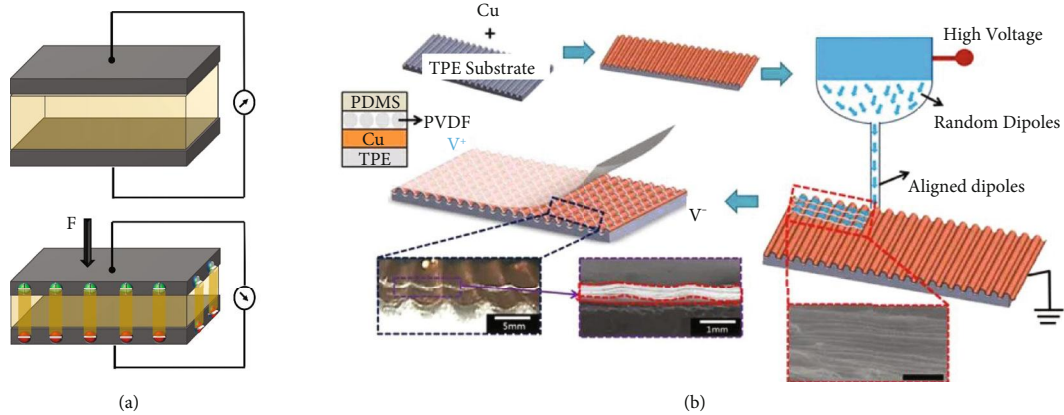 F
(a)
Cu
+
TPE Substrate
High Voltage
Random Dipoles
Aligned dipoles
PDMS
PVDF
Cu
TPE
V⁺
V⁻
5mm
1mm
(b)